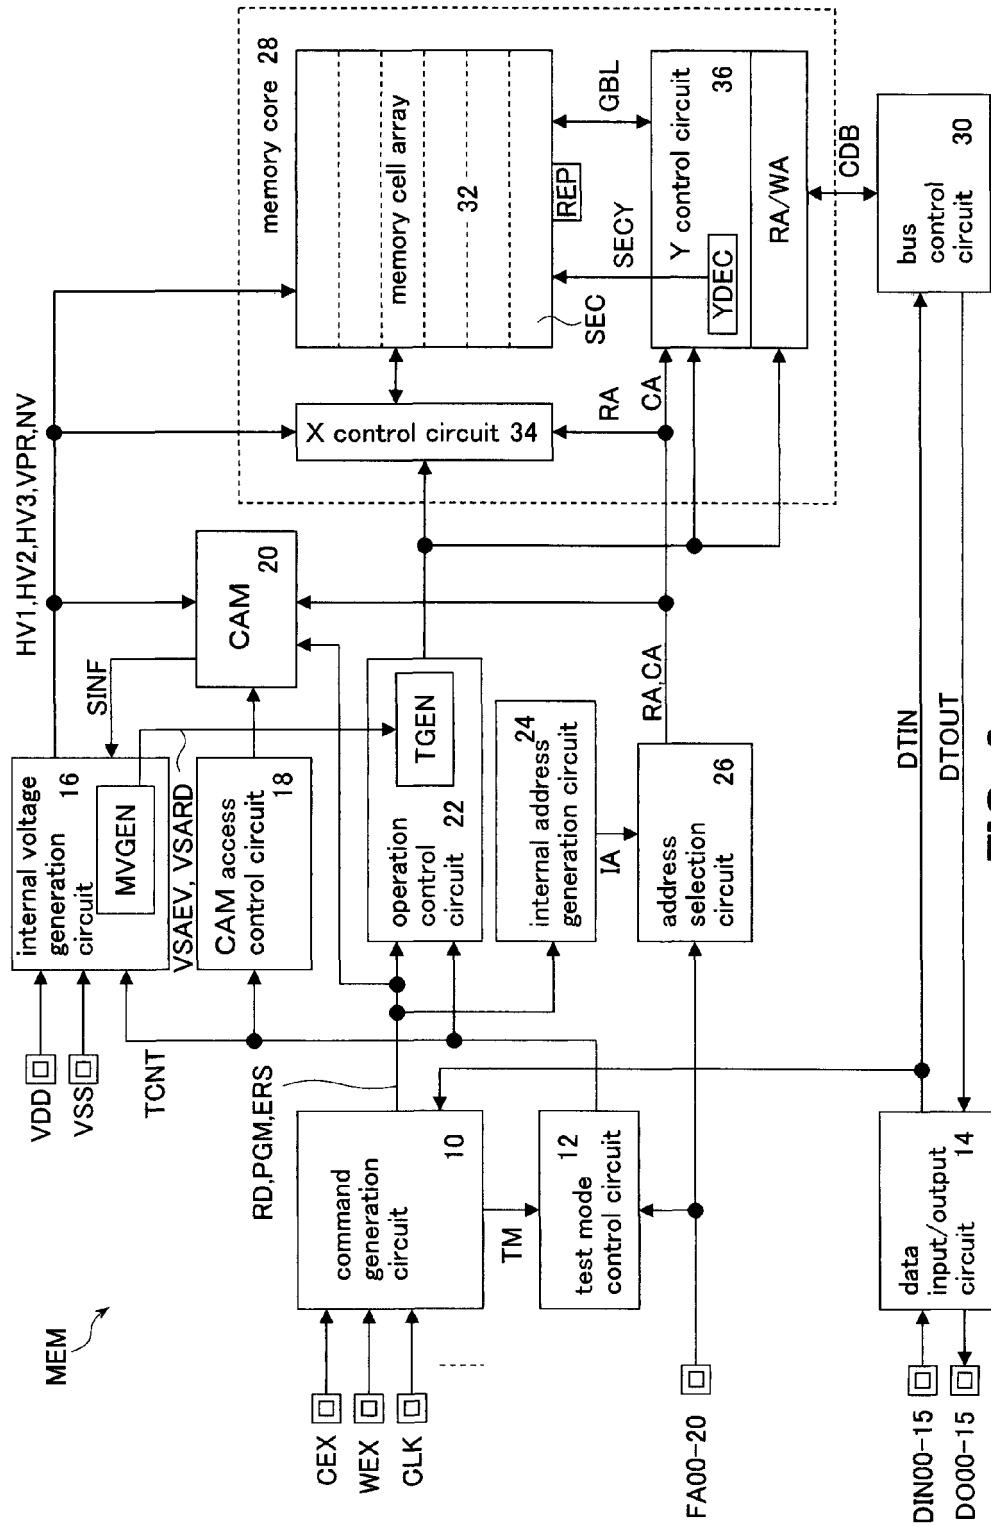 MEM
VDD
VSS
TCNT
internal voltage
generation
circuit
16
MVGEN
SINF
HV1,HV2,HV3,VPR,NV
VSAEV, VSARD
CAM access
control circuit
18
CAM
20
memory core 28
memory cell array
32
SEC
REP
SECY
GBL
X control circuit 34
Y control circuit
36
YDEC
RA/WA
RA
CA
CDB
bus
control
circuit
30
RD,PGM,ERS
CEX
WEX
CLK
command
generation
circuit
10
TM
test mode
control circuit
12
operation
control
circuit
22
TGEN
internal address
generation circuit
24
IA
address
selection
circuit
26
RA,CA
FA00-20
DIN00-15
DO00-15
data
input/output
circuit
14
DTIN
DTOUT